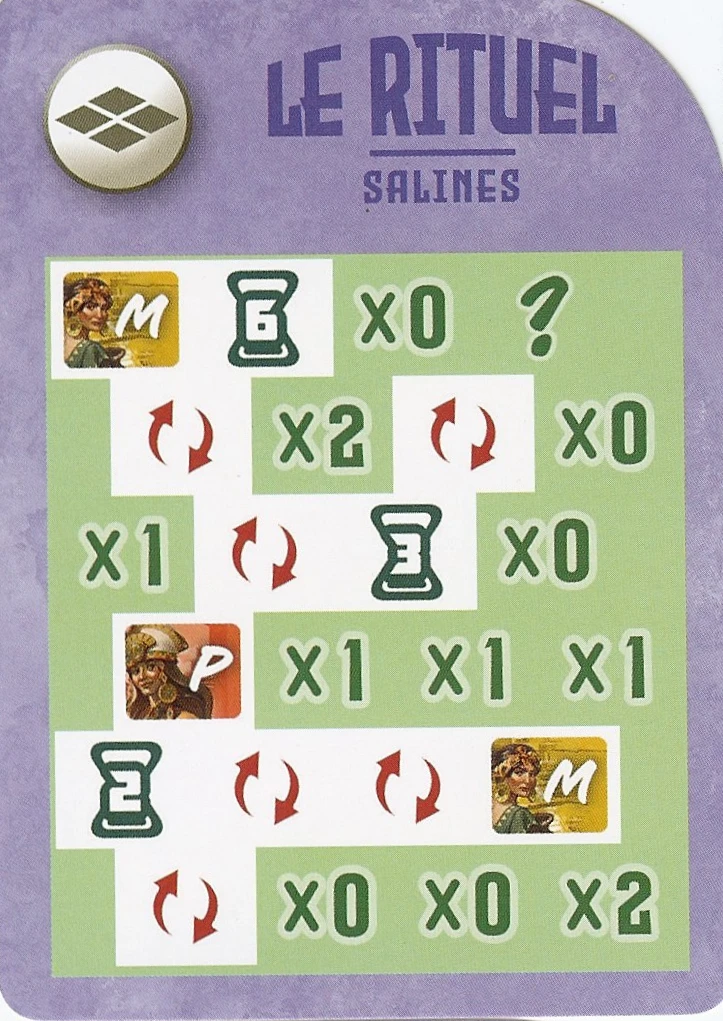 LE RITUEL
SALINES
M 6 x0 ?
x2 x0
x1 3 x0
P x1 x1 x1
2 M
x0 x0 x2